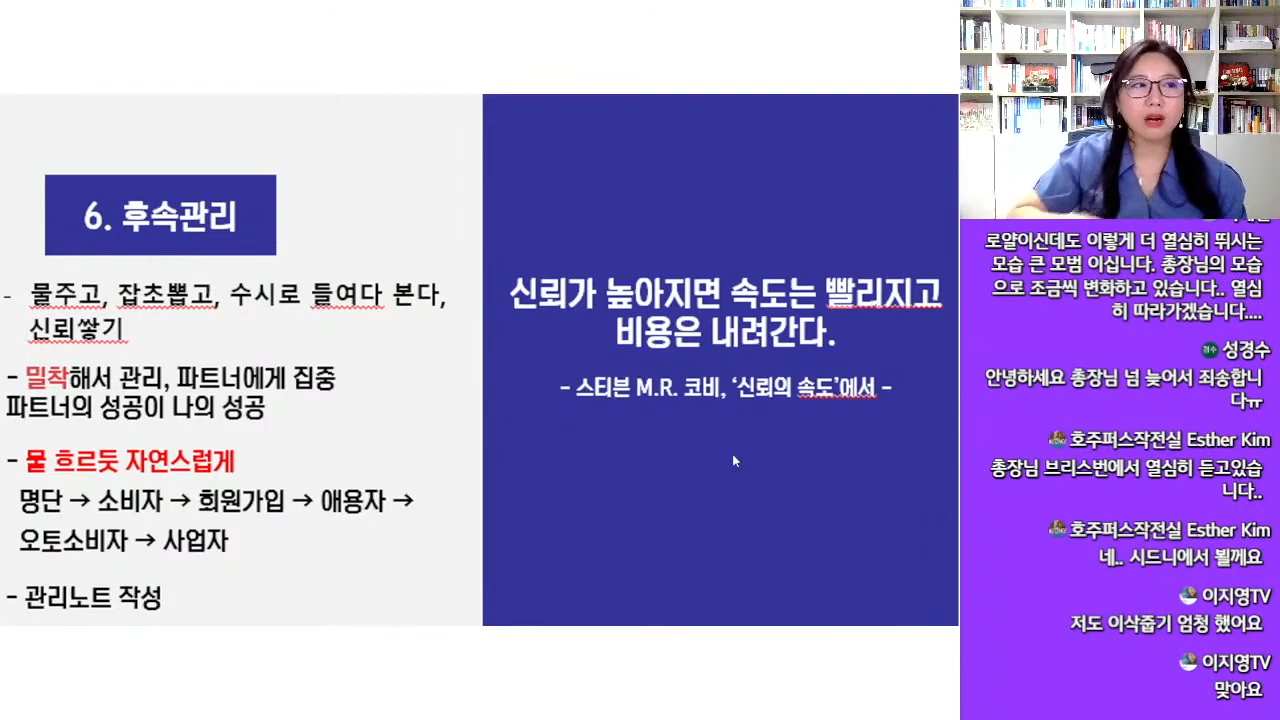 6. 후속관리
- 물주고, 잡초뽑고, 수시로 들여다 본다,
신뢰쌓기
- 밀착해서 관리, 파트너에게 집중
파트너의 성공이 나의 성공
- 물 흐르듯 자연스럽게
명단 → 소비자 → 회원가입 → 애용자 →
오토소비자 → 사업자
- 관리노트 작성
신뢰가 높아지면 속도는 빨리지고
비용은 내려간다.
- 스티븐 M.R. 코비, ‘신뢰의 속도’에서 -
로얄이신데도 이렇게 더 열심히 뛰시는
모습 큰 모범 이십니다. 총장님의 모습
으로 조금씩 변화하고 있습니다.. 열심
히 따라가겠습니다....
경수 성경수
안녕하세요 총장님 넘 늦어서 죄송합니
다ㅠ
호주퍼스작전실 Esther Kim
총장님 브리스번에서 열심히 듣고있습
니다..
호주퍼스작전실 Esther Kim
네.. 시드니에서 뵐께요
이지영TV
저도 이삭줍기 엄청 했어요
이지영TV
맞아요